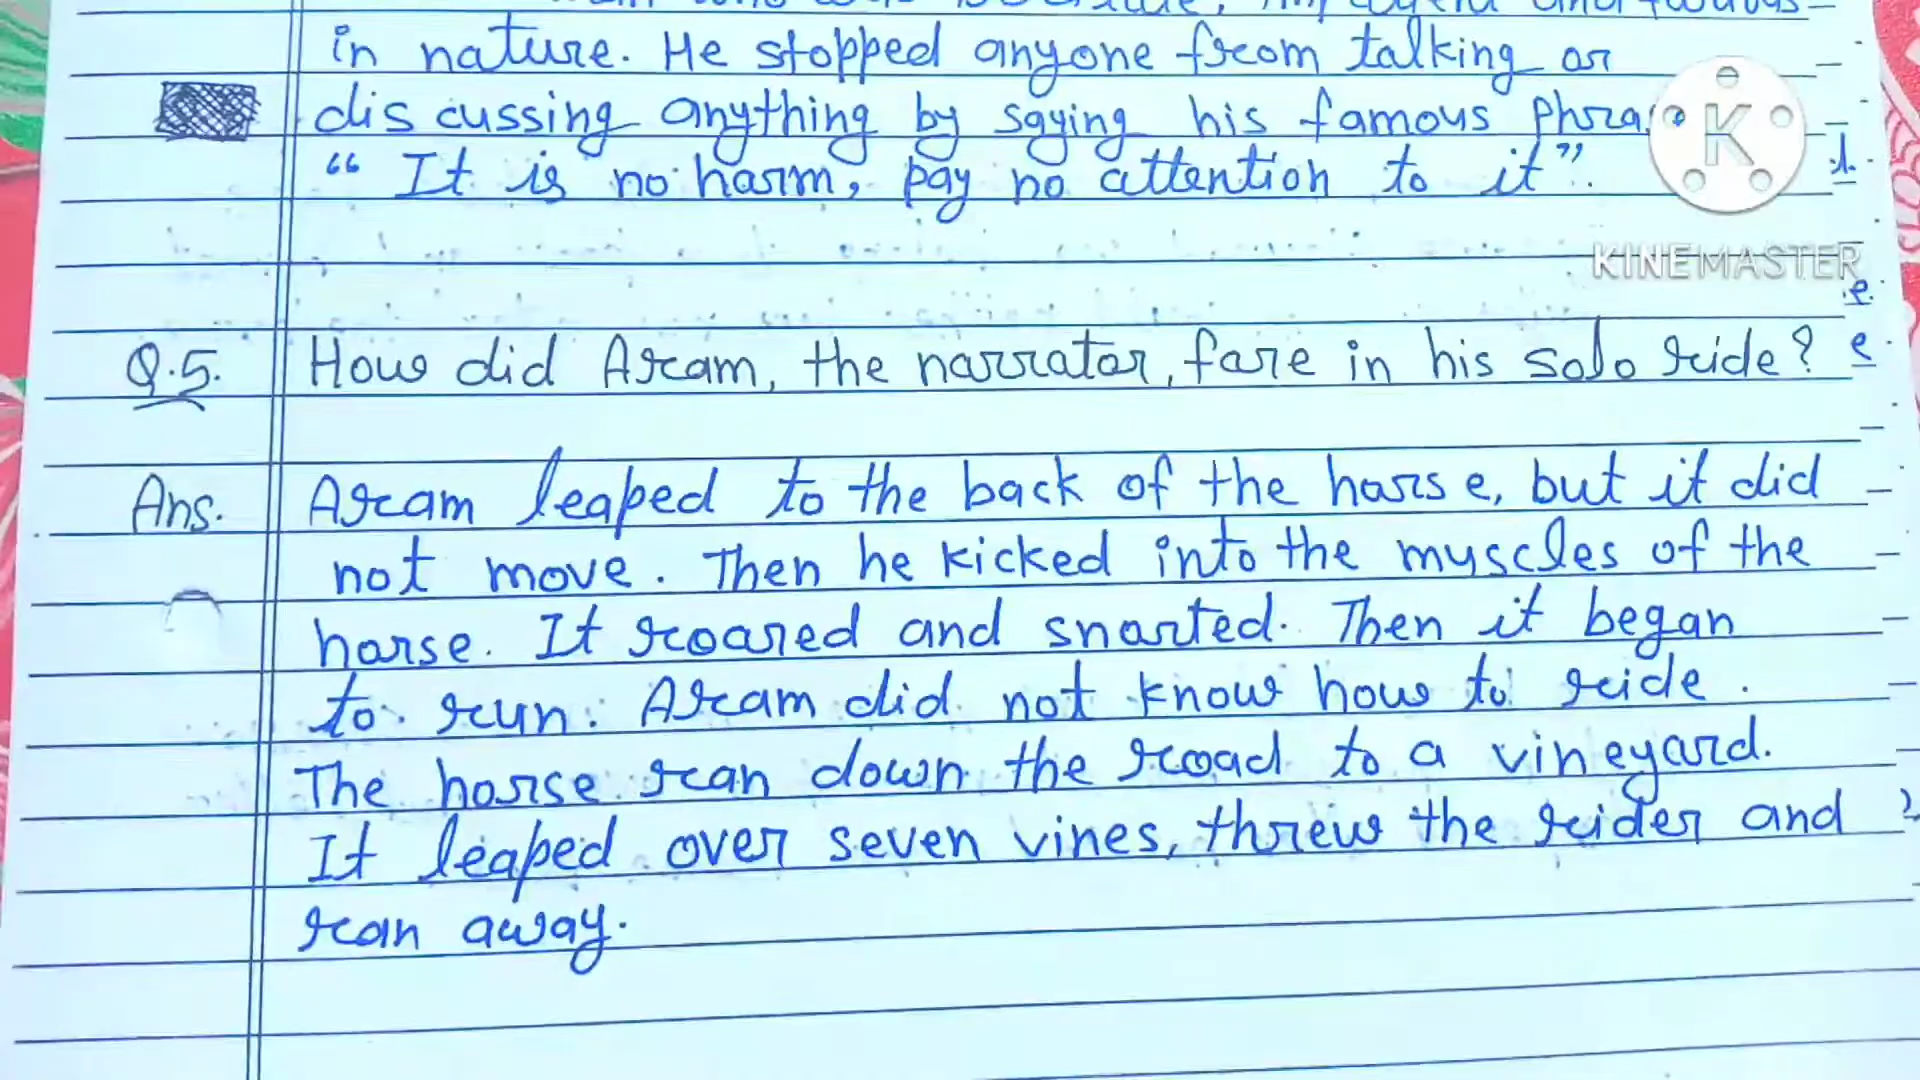 in nature. He stopped anyone from talking or
discussing anything by saying his famous phrase
“ It is no harm, pay no attention to it”.
KINEMASTER
Q.5. How did Aram, the narrator, fare in his solo ride?
Ans. Aram leaped to the back of the horse, but it did
not move. Then he kicked into the muscles of the
horse. It roared and snorted. Then it began
to run. Aram did not know how to ride.
The horse ran down the road to a vineyard.
It leaped over seven vines, threw the rider and
ran away.